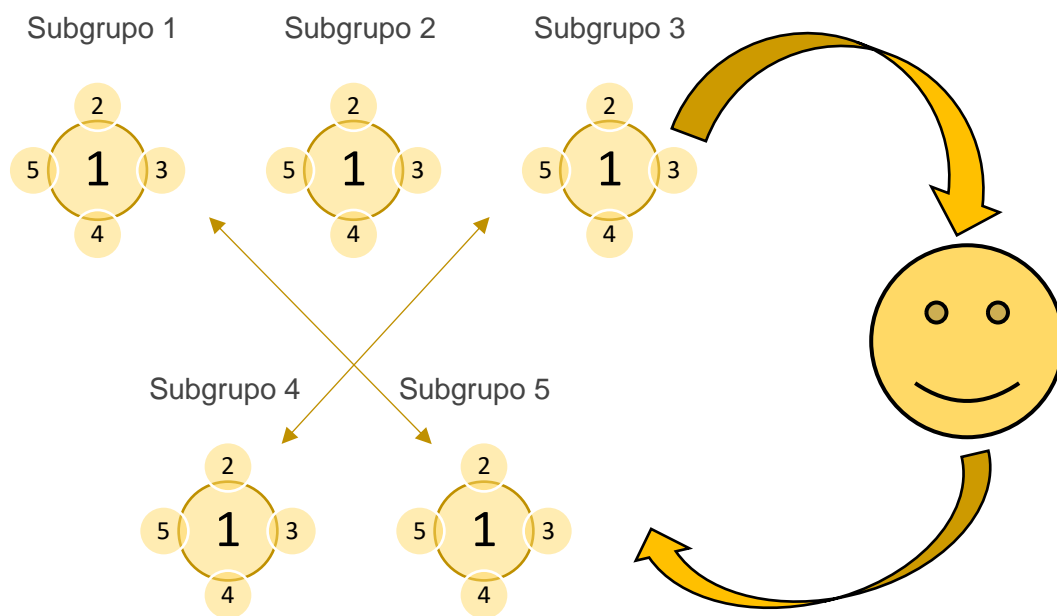 Subgrupo 1 Subgrupo 2 Subgrupo 3
2 2 2
5 1 3 5 1 3 5 1 3
4 4 4
Subgrupo 4 Subgrupo 5
2 2
5 1 3 5 1 3
4 4